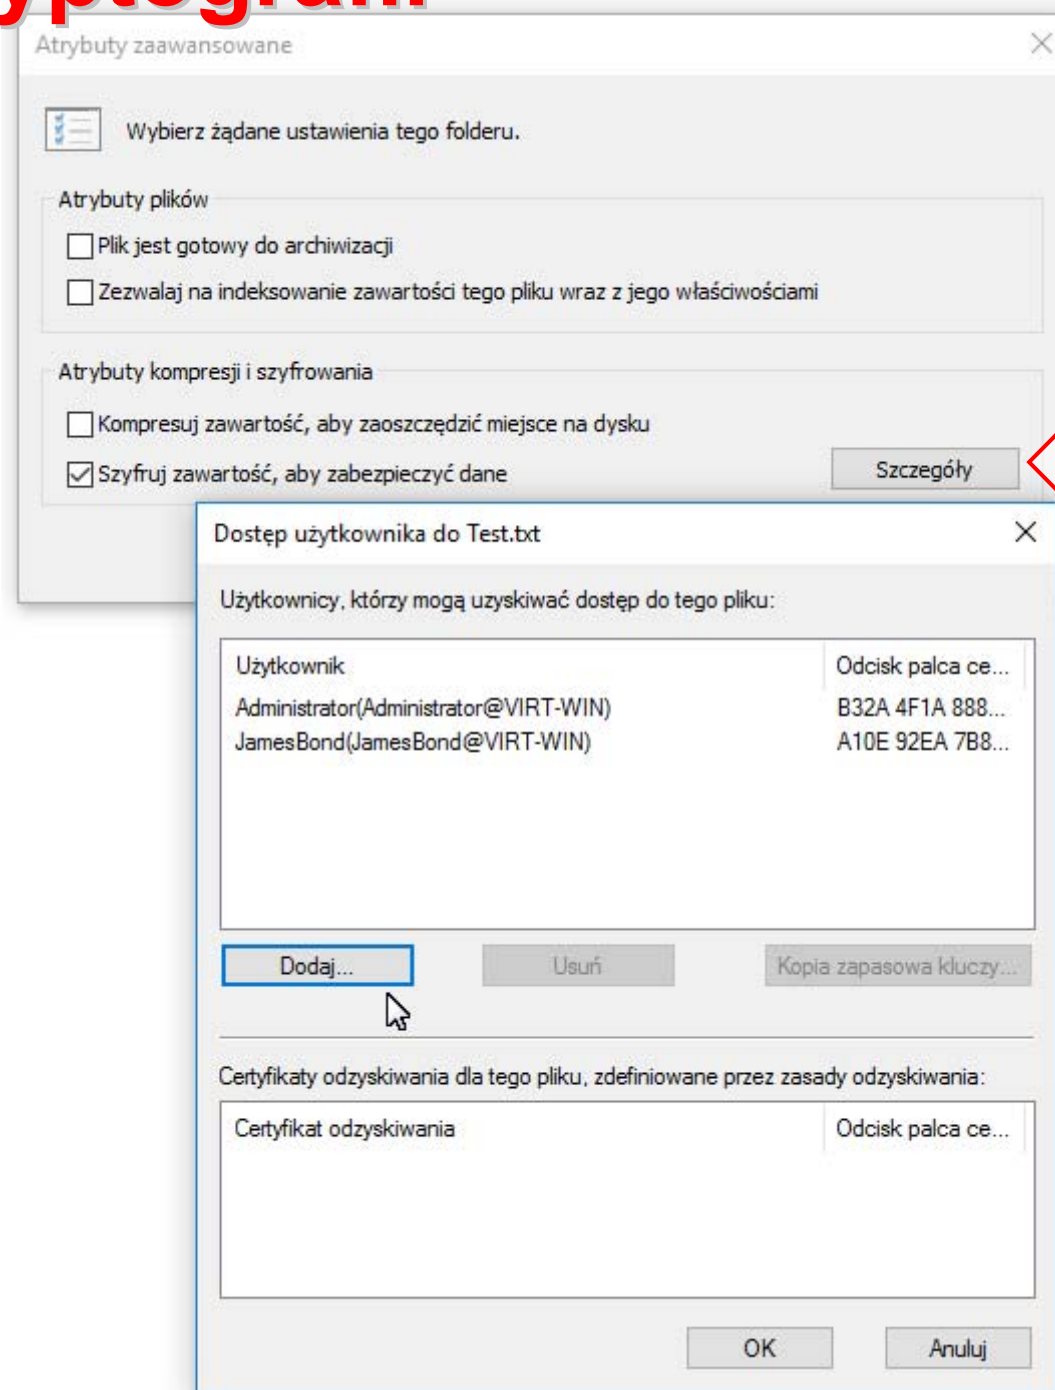 yptogram
Atrybuty zaawansowane
Wybierz żądane ustawienia tego folderu.
Atrybuty plików
Plik jest gotowy do archiwizacji
Zezwalaj na indeksowanie zawartości tego pliku wraz z jego właściwościami
Atrybuty kompresji i szyfrowania
Kompresuj zawartość, aby zaoszczędzić miejsce na dysku
Szyfruj zawartość, aby zabezpieczyć dane Szczegóły
Dostęp użytkownika do Test.txt
Użytkownicy, którzy mogą uzyskiwać dostęp do tego pliku:
Użytkownik Odcisk palca ce...
Administrator(Administrator@VIRT-WIN) B32A 4F1A 888...
JamesBond(JamesBond@VIRT-WIN) A10E 92EA 7B8...
Dodaj... Usuń Kopia zapasowa kluczy...
Certyfikaty odzyskiwania dla tego pliku, zdefiniowane przez zasady odzyskiwania:
Certyfikat odzyskiwania Odcisk palca ce...
OK Anuluj